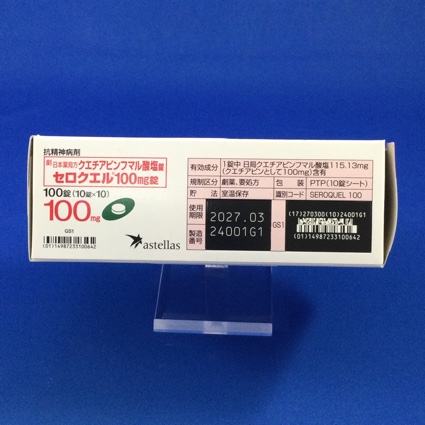 抗精神病剤
劇 日本薬局方 クエチアピンフマル酸塩錠
セロクエル®100mg錠
100錠(10錠×10)
100mg
GS1
(01)14987233100642
astellas
有効成分 1錠中 日局クエチアピンフマル酸塩115.13mg
(クエチアピンとして100mg)含有
規制区分 劇薬、処方 包装 PTP(10錠シート)
貯法 室温保存 識別コード SEROQUEL 100
使用
期限 2027.03
製造
番号 24001G1
GS1
(17)270300(10)24001G1
(01)14987233100642